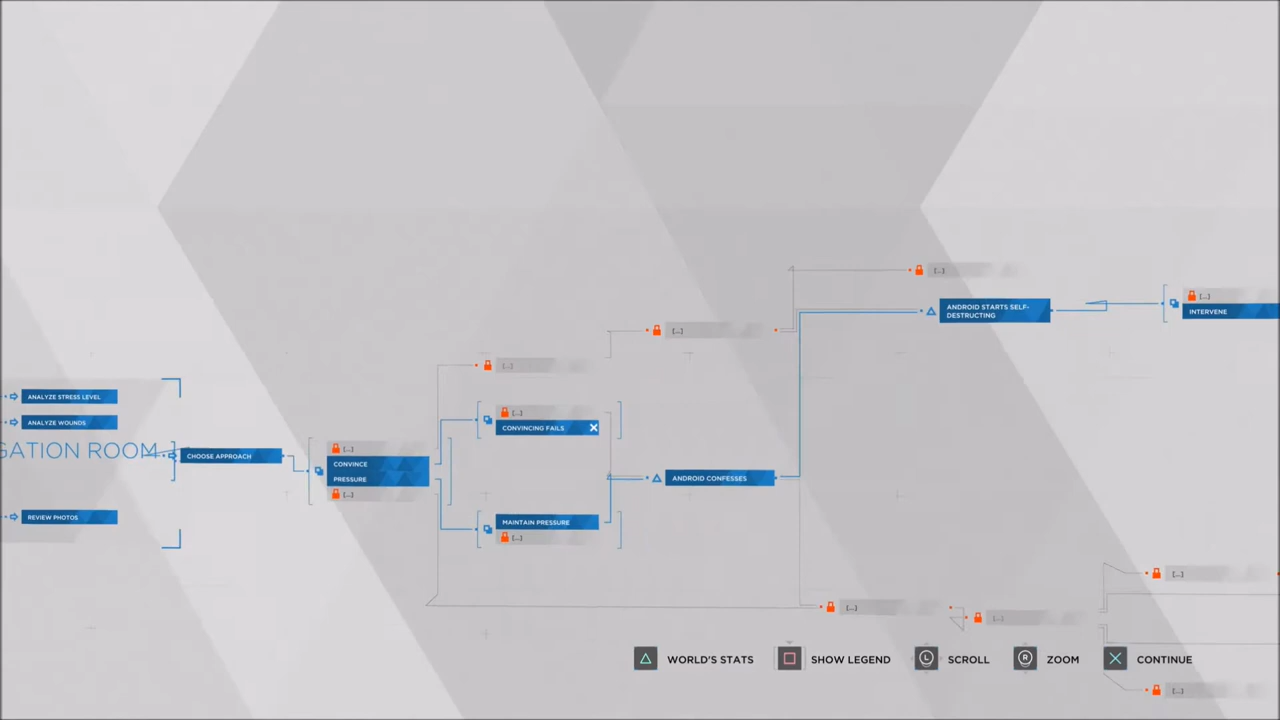 [...]
[...]
ANDROID STARTS SELF-
DESTRUCTING
INTERVENE
[...]
[...]
ANALYZE STRESS LEVEL
ANALYZE WOUNDS
GATION ROOM
CHOOSE APPROACH
REVIEW PHOTOS
[...]
CONVINCE
PRESSURE
[...]
[...]
CONVINCING FAILS
MAINTAIN PRESSURE
[...]
ANDROID CONFESSES
[...]
[...]
[...]
[...]
WORLD'S STATS
SHOW LEGEND
L SCROLL
R ZOOM
CONTINUE